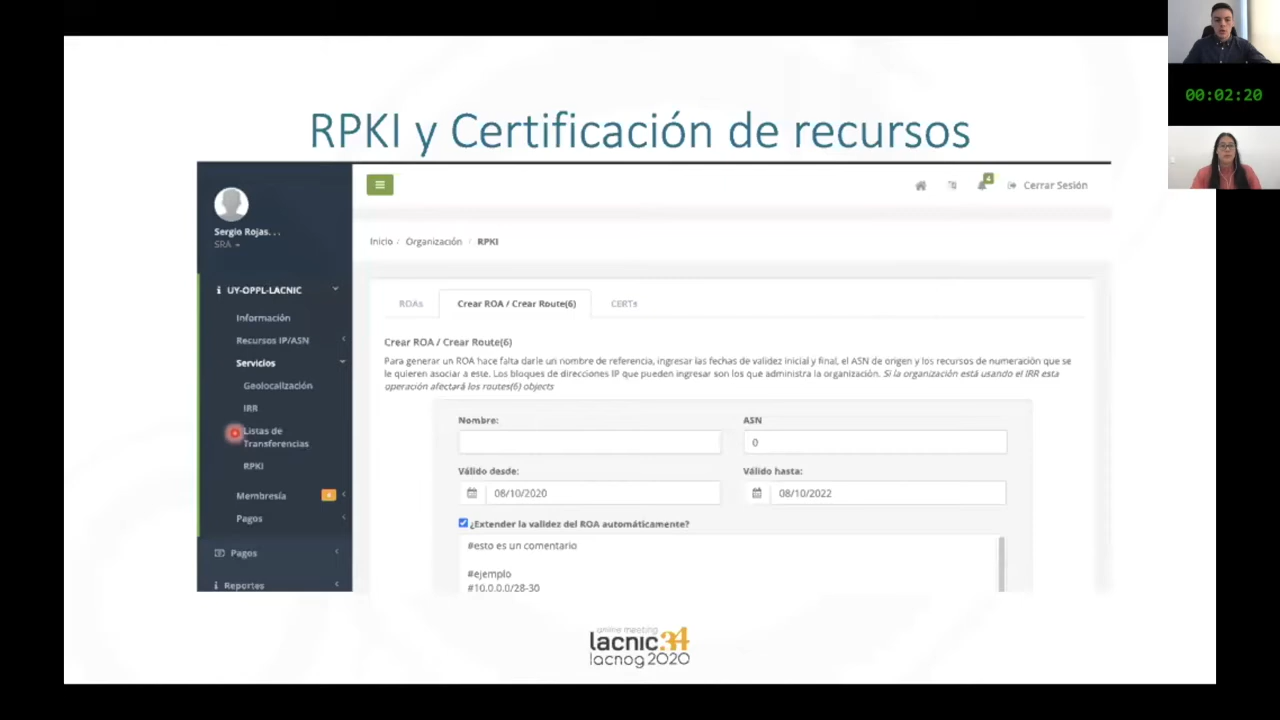 00:02:20
RPKI y Certificación de recursos
Sergio Rojas. . .
SRA
4
Cerrar Sesión
Inicio / Organización / RPKI
UY-OPPL-LACNIC
Información
Recursos IP/ASN
Servicios
Geolocalización
IRR
Listas de
Transferencias
RPKI
Membresía 4
Pagos
Pagos
Reportes
ROAs Crear ROA / Crear Route(6) CERTs
Crear ROA / Crear Route(6)
Para generar un ROA hace falta darle un nombre de referencia, ingresar las fechas de validez inicial y final, el ASN de origen y los recursos de numeración que se
le quieren asociar a este. Los bloques de direcciones IP que pueden ingresar son los que administra la organización. Si la organización está usando el IRR esta
operación afectará los routes(6) objects
Nombre: ASN
0
Válido desde: Válido hasta:
08/10/2020 08/10/2022
¿Extender la validez del ROA automáticamente?
#esto es un comentario
#ejemplo
#10.0.0.0/28-30
online meeting
lacnic34
lacnog2020